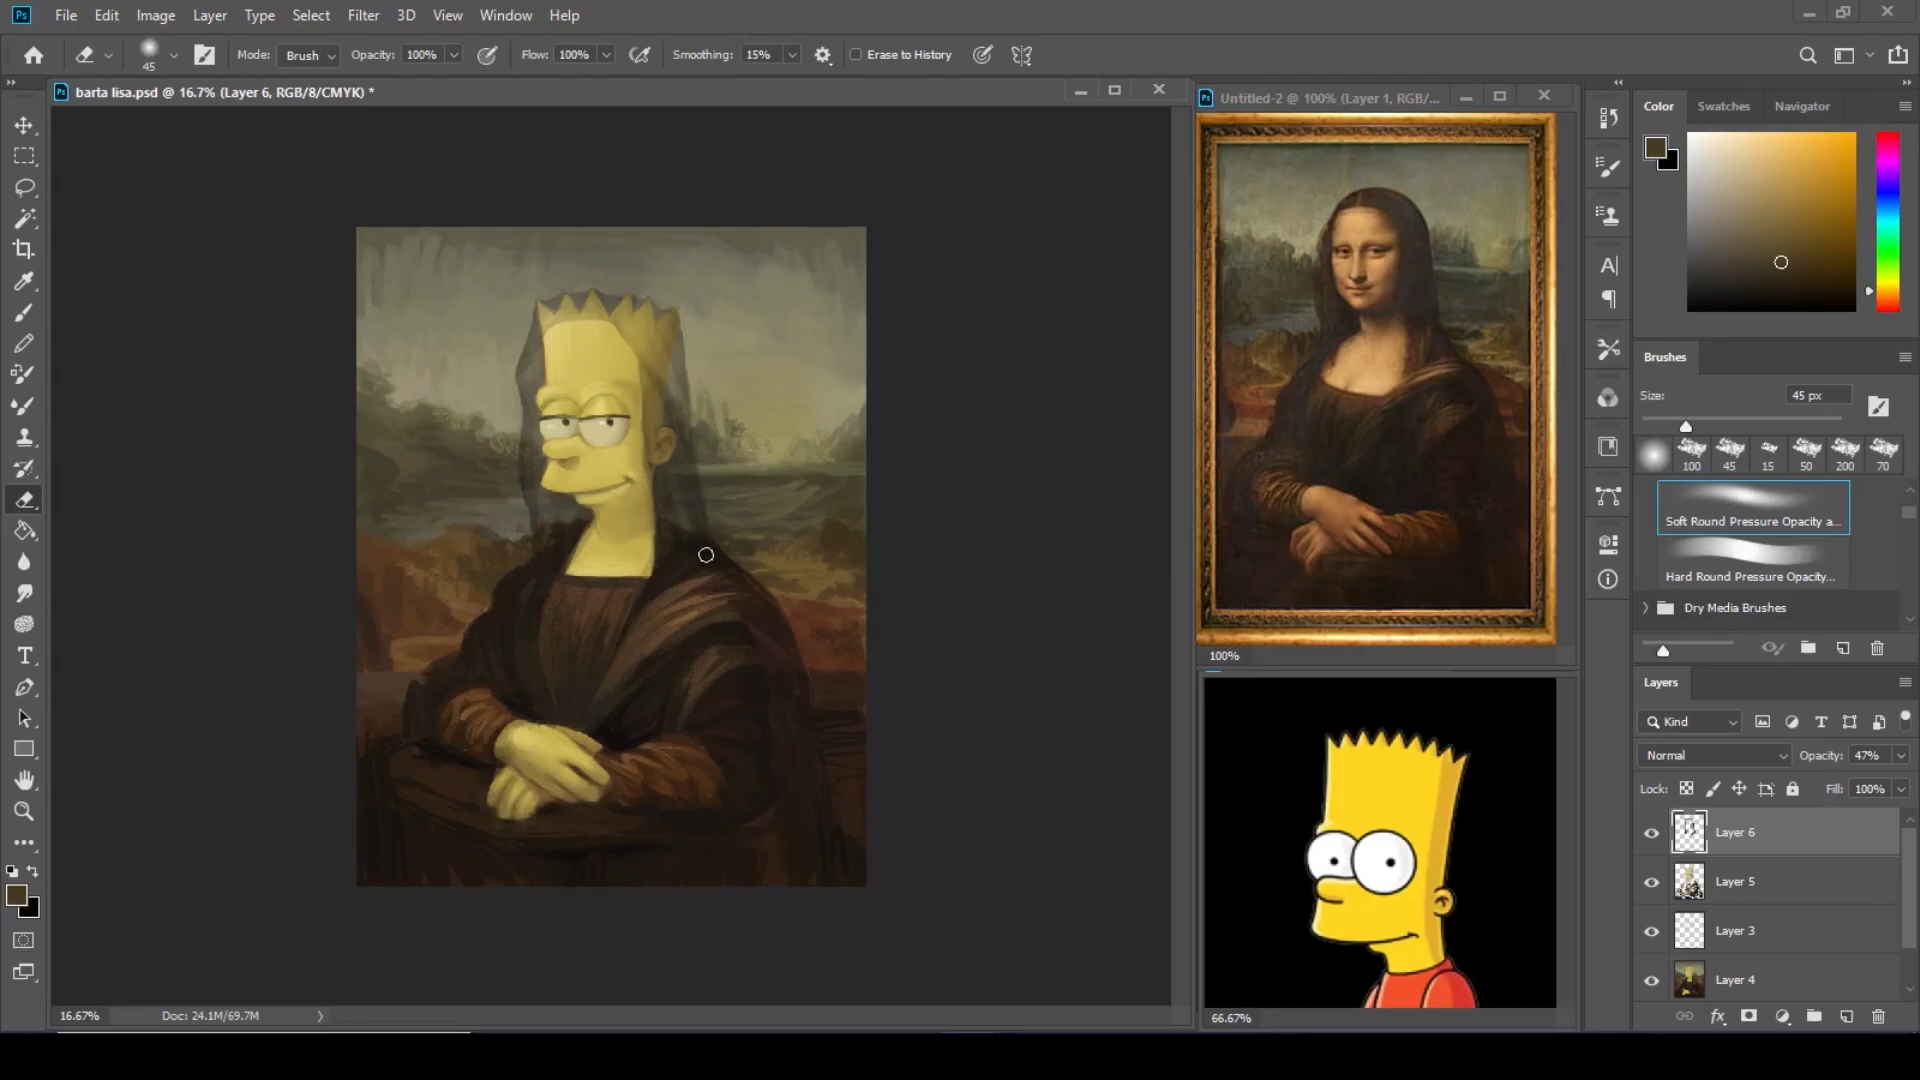 Ps File Edit Image Layer Type Select Filter 3D View Window Help
45 Mode: Brush Opacity: 100% Flow: 100% Smoothing: 15% Erase to History
Ps barta lisa.psd @ 16.7% (Layer 6, RGB/8/CMYK) *
Ps Untitled-2 @ 100% (Layer 1, RGB/...
Color Swatches Navigator
Brushes
Size: 45 px
100 45 15 50 200 70
Soft Round Pressure Opacity a...
Hard Round Pressure Opacity...
Dry Media Brushes
100%
Layers
Kind
Normal Opacity: 47%
Lock: Fill: 100%
Layer 6
Layer 5
Layer 3
Layer 4
16.67% Doc: 24.1M/69.7M
66.67%